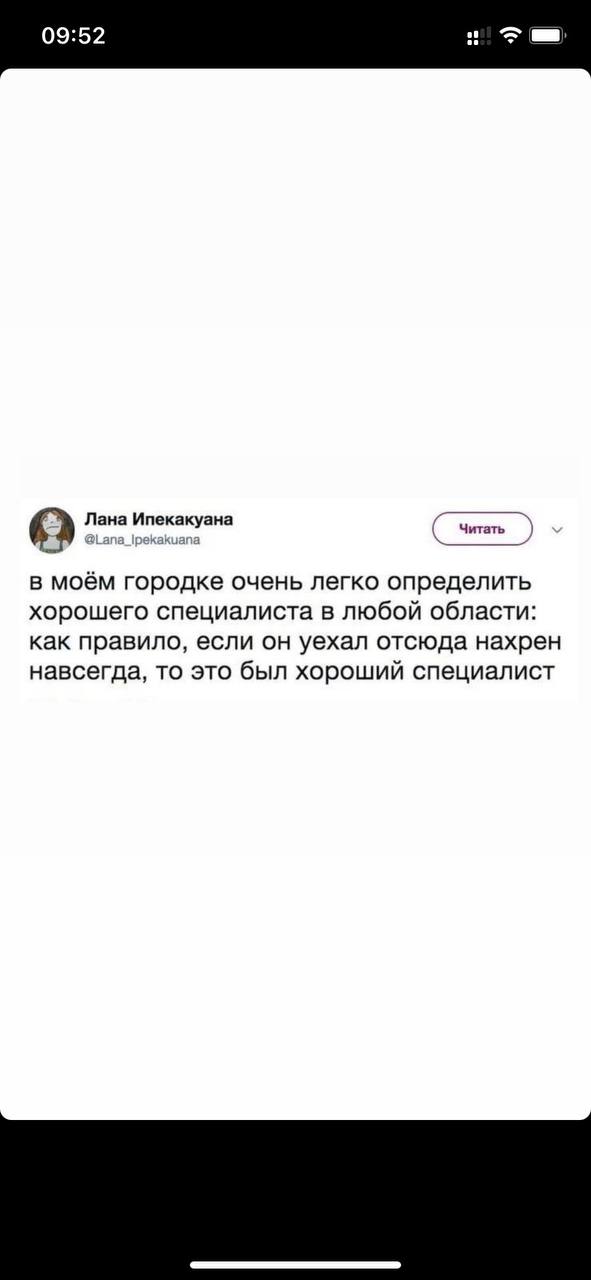 09:52
Лана Ипекакуана
@Lana_Ipekakuana
Читать
в моём городке очень легко определить
хорошего специалиста в любой области:
как правило, если он уехал отсюда нахрен
навсегда, то это был хороший специалист